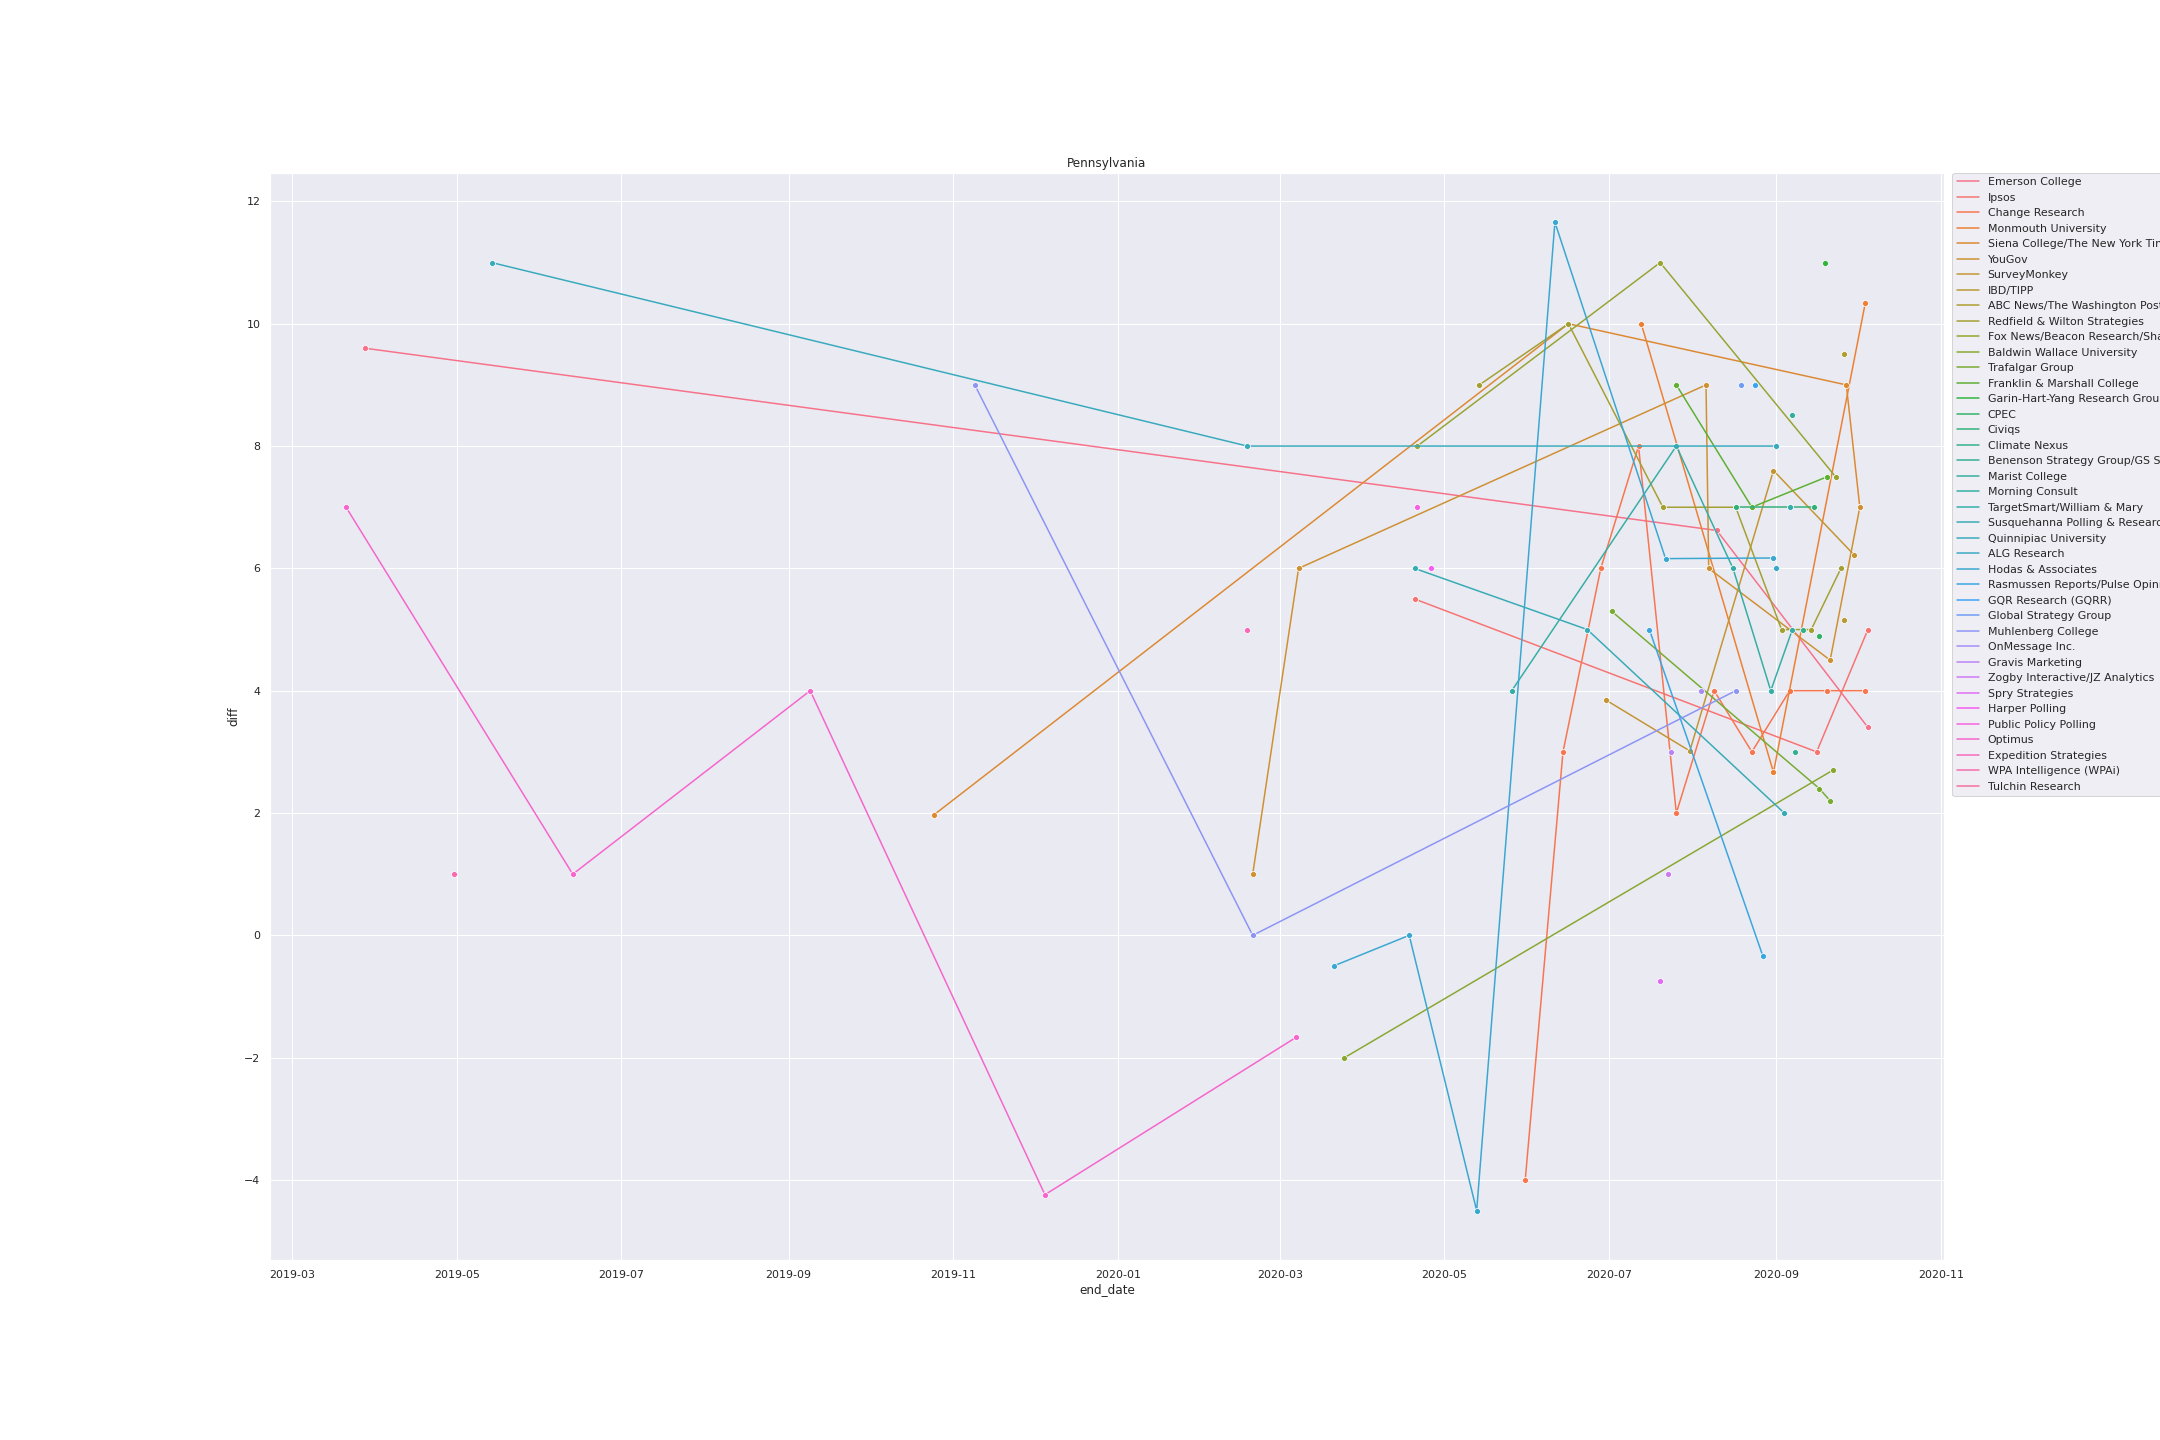 Pennsylvania
12
10
8
6
4
2
0
−2
−4
diff
2019-03
2019-05
2019-07
2019-09
2019-11
2020-01
2020-03
2020-05
2020-07
2020-09
2020-11
end_date
Emerson College
Ipsos
Change Research
Monmouth University
Siena College/The New York Tim
YouGov
SurveyMonkey
IBD/TIPP
ABC News/The Washington Post
Redfield & Wilton Strategies
Fox News/Beacon Research/Sha
Baldwin Wallace University
Trafalgar Group
Franklin & Marshall College
Garin-Hart-Yang Research Grou
CPEC
Civiqs
Climate Nexus
Benenson Strategy Group/GS S
Marist College
Morning Consult
TargetSmart/William & Mary
Susquehanna Polling & Researc
Quinnipiac University
ALG Research
Hodas & Associates
Rasmussen Reports/Pulse Opini
GQR Research (GQRR)
Global Strategy Group
Muhlenberg College
OnMessage Inc.
Gravis Marketing
Zogby Interactive/JZ Analytics
Spry Strategies
Harper Polling
Public Policy Polling
Optimus
Expedition Strategies
WPA Intelligence (WPAi)
Tulchin Research